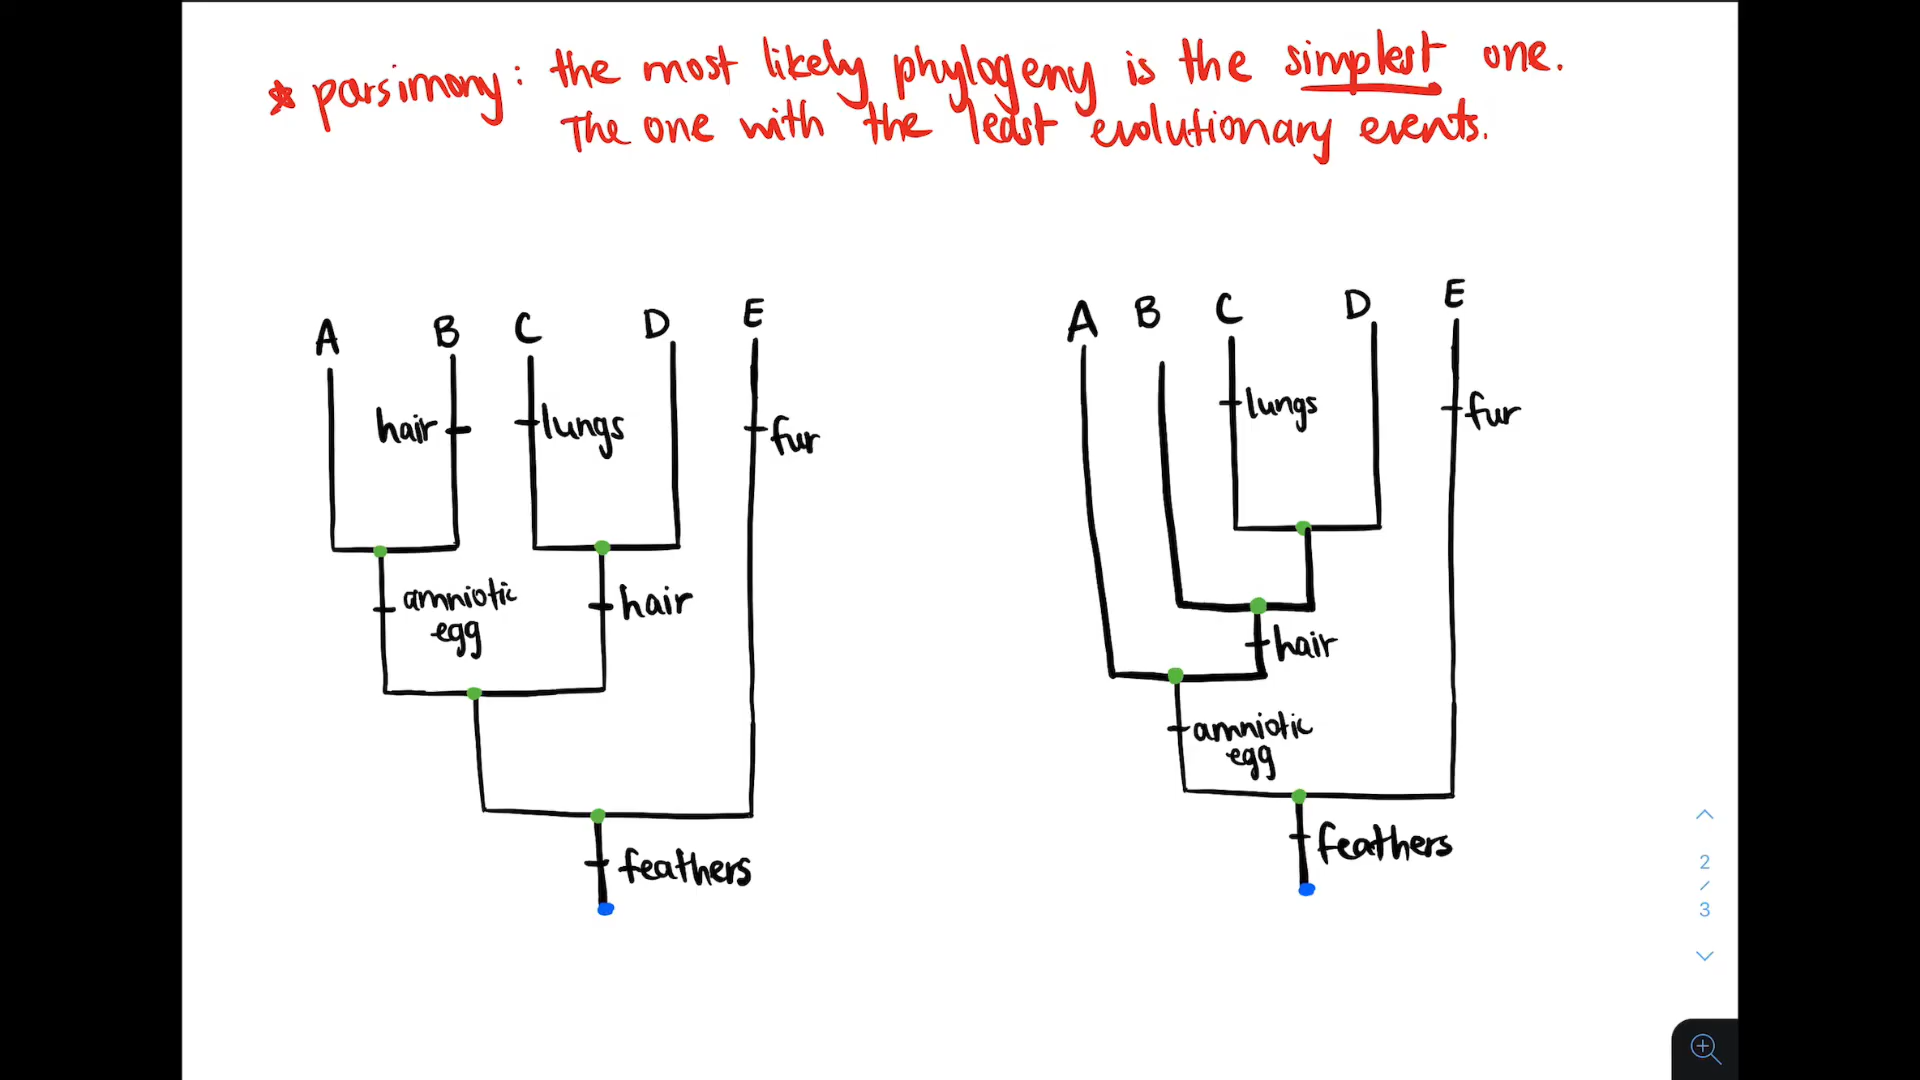 * parsimony: the most likely phylogeny is the simplest one.
The one with the least evolutionary events.
A B C D E
hair lungs fur
amniotic
egg
hair
feathers
A B C D E
lungs fur
hair
amniotic
egg
feathers
2
/
3